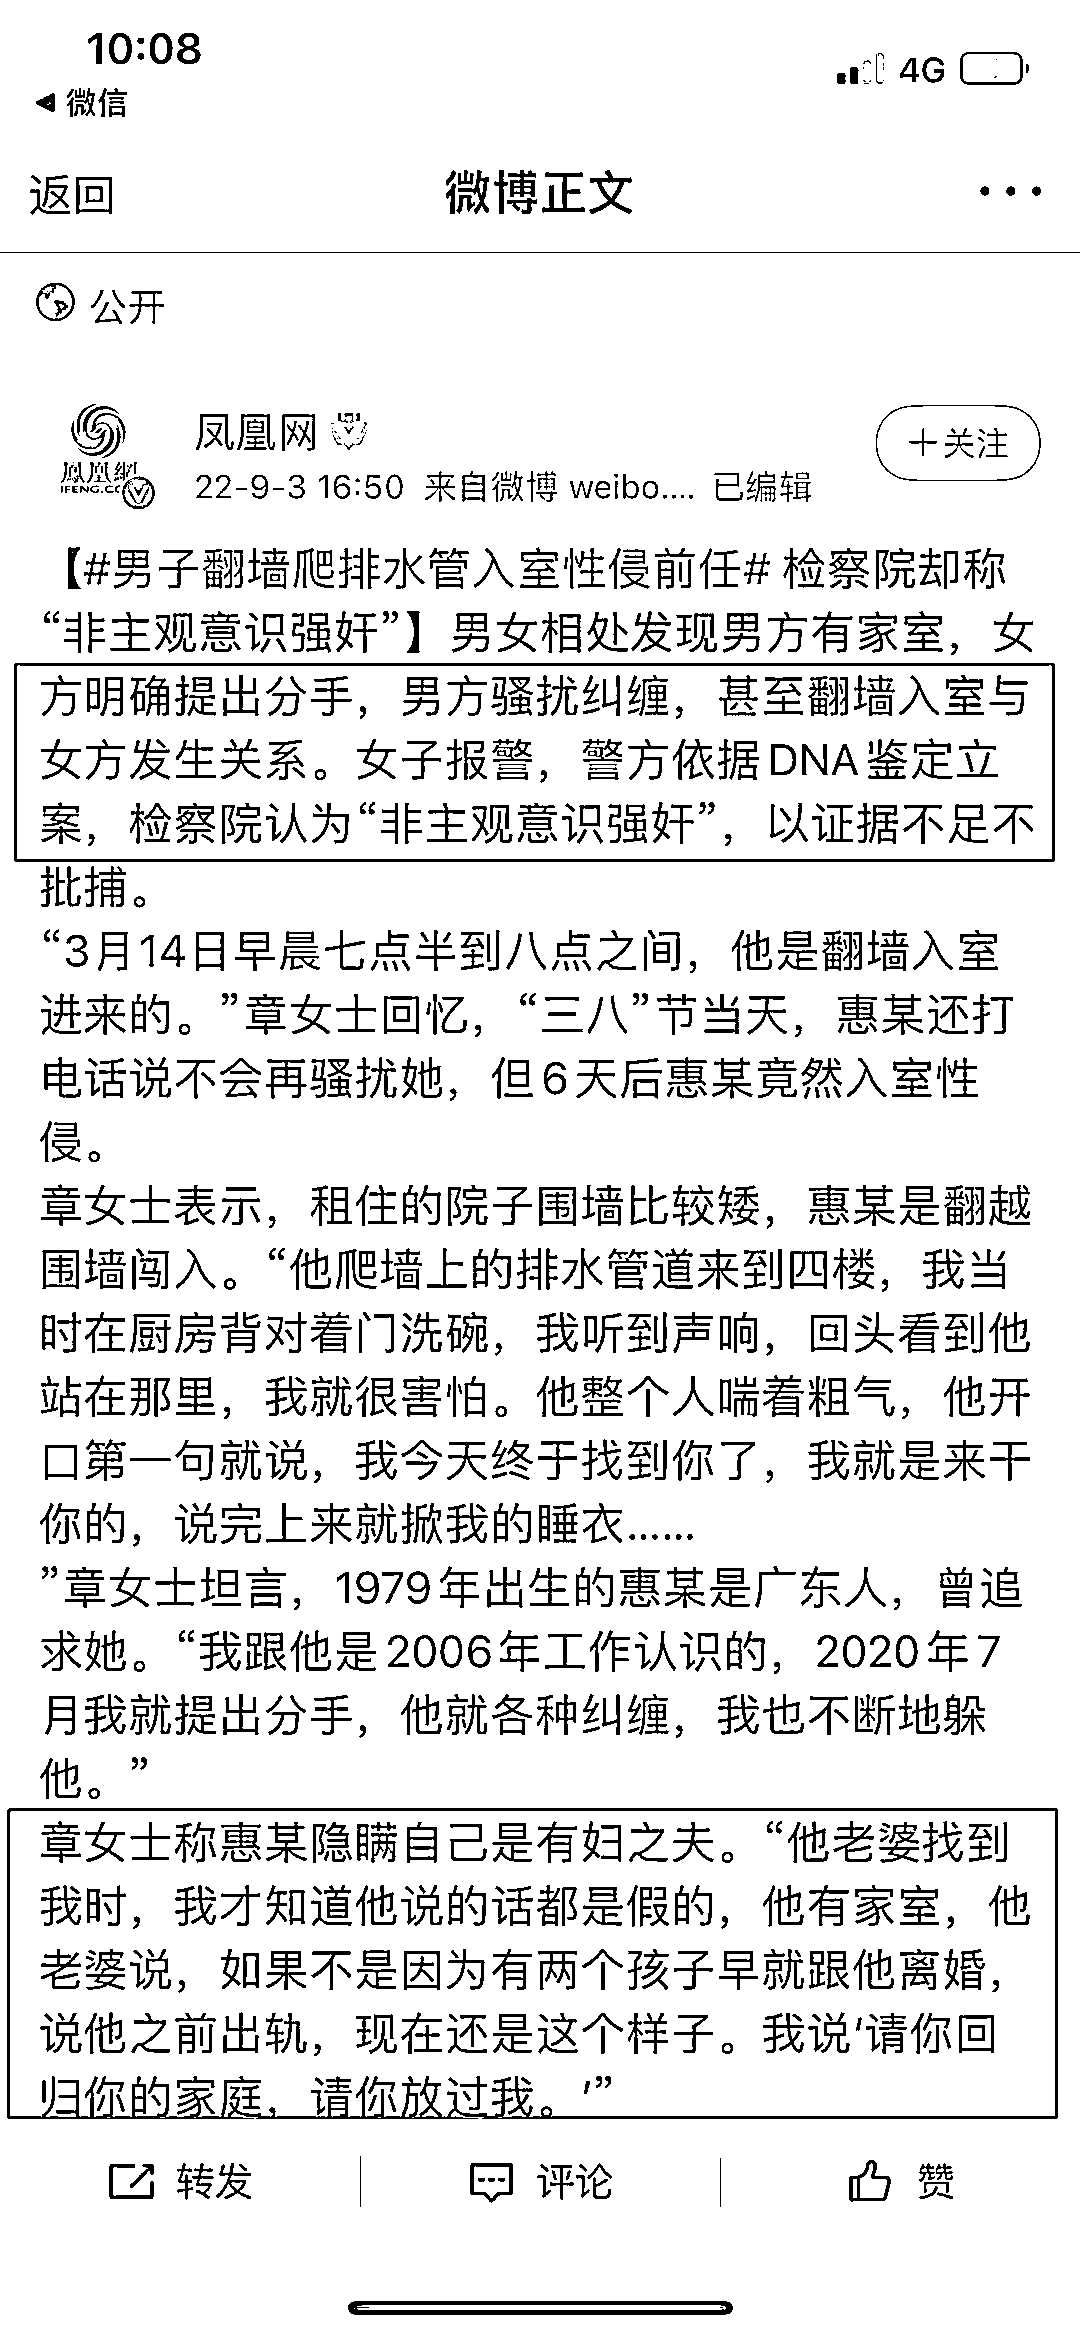 10:08
4G
微信
返回
微博正文
公开
凤凰网
鳳凰網
IFENG.CC
22-9-3 16:50 来自微博 weibo.... 已编辑
+关注
【#男子翻墙爬排水管入室性侵前任# 检察院却称
“非主观意识强奸”】男女相处发现男方有家室，女
方明确提出分手，男方骚扰纠缠，甚至翻墙入室与
女方发生关系。女子报警，警方依据DNA鉴定立
案，检察院认为“非主观意识强奸”，以证据不足不
批捕。
“3月14日早晨七点半到八点之间，他是翻墙入室
进来的。”章女士回忆，“三八”节当天，惠某还打
电话说不会再骚扰她，但6天后惠某竟然入室性
侵。
章女士表示，租住的院子围墙比较矮，惠某是翻越
围墙闯入。“他爬墙上的排水管道来到四楼，我当
时在厨房背对着门洗碗，我听到声响，回头看到他
站在那里，我就很害怕。他整个人喘着粗气，他开
口第一句就说，我今天终于找到你了，我就是来干
你的，说完上来就掀我的睡衣……
”章女士坦言，1979年出生的惠某是广东人，曾追
求她。“我跟他是2006年工作认识的，2020年7
月我就提出分手，他就各种纠缠，我也不断地躲
他。”
章女士称惠某隐瞒自己是有妇之夫。“他老婆找到
我时，我才知道他说的话都是假的，他有家室，他
老婆说，如果不是因为有两个孩子早就跟他离婚，
说他之前出轨，现在还是这个样子。我说‘请你回
归你的家庭，请你放过我。’”
转发
评论
赞